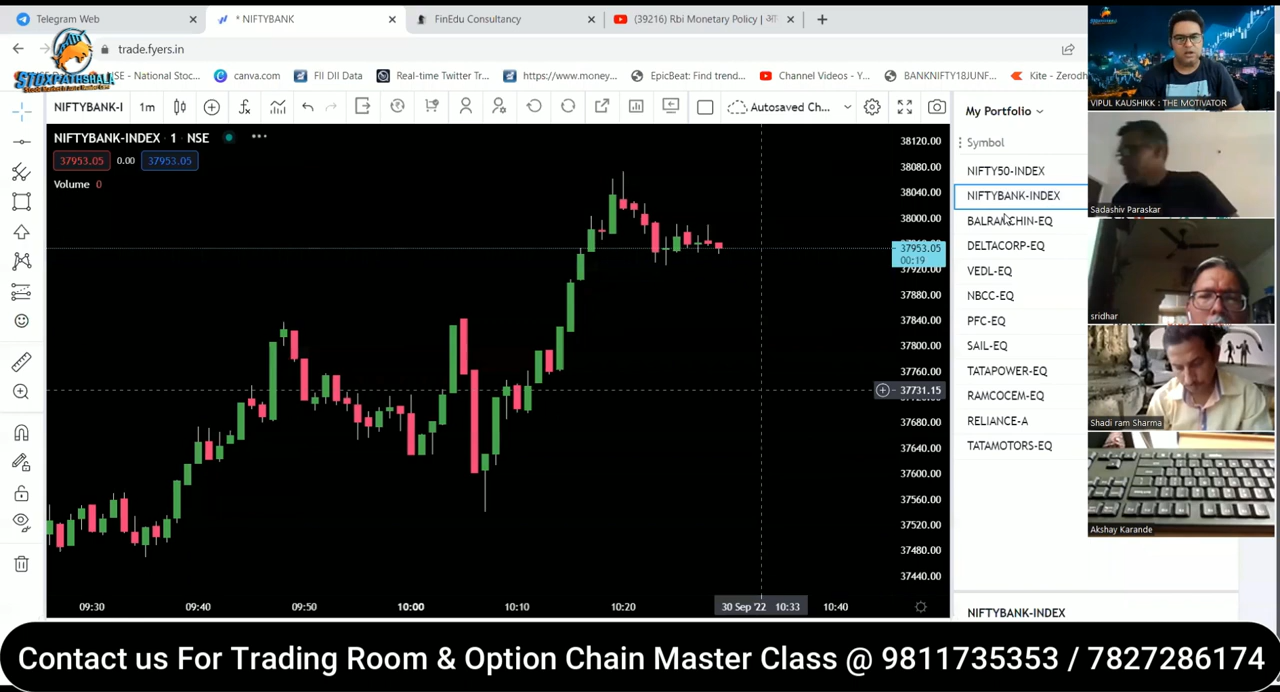 Telegram Web
* NIFTYBANK
FinEdu Consultancy
(39216) Rbi Monetary Policy |
trade.fyers.in
STOXPATHSHALA
SE - National Stoc...
canva.com
FII DII Data
Real-time Twitter Tr...
https://www.money...
EpicBeat: Find trend...
Channel Videos - Y...
BANKNIFTY18JUNF...
Kite - Zerodh
NIFTYBANK-I
1m
Autosaved Ch...
NIFTYBANK-INDEX · 1 · NSE
37953.05 0.00 37953.05
Volume 0
38120.00
38080.00
38040.00
38000.00
37953.05
00:19
37920.00
37880.00
37840.00
37800.00
37760.00
37731.15
37680.00
37640.00
37600.00
37560.00
37520.00
37480.00
37440.00
09:30
09:40
09:50
10:00
10:10
10:20
30 Sep '22 10:33
10:40
My Portfolio
Symbol
NIFTY50-INDEX
NIFTYBANK-INDEX
BALRAMCHIN-EQ
DELTACORP-EQ
VEDL-EQ
NBCC-EQ
PFC-EQ
SAIL-EQ
TATAPOWER-EQ
RAMCOCEM-EQ
RELIANCE-A
TATAMOTORS-EQ
NIFTYBANK-INDEX
VIPUL KAUSHIKK : THE MOTIVATOR
Sadashiv Paraskar
sridhar
Shadi ram Sharma
Akshay Karande
Contact us For Trading Room & Option Chain Master Class @ 9811735353 / 7827286174